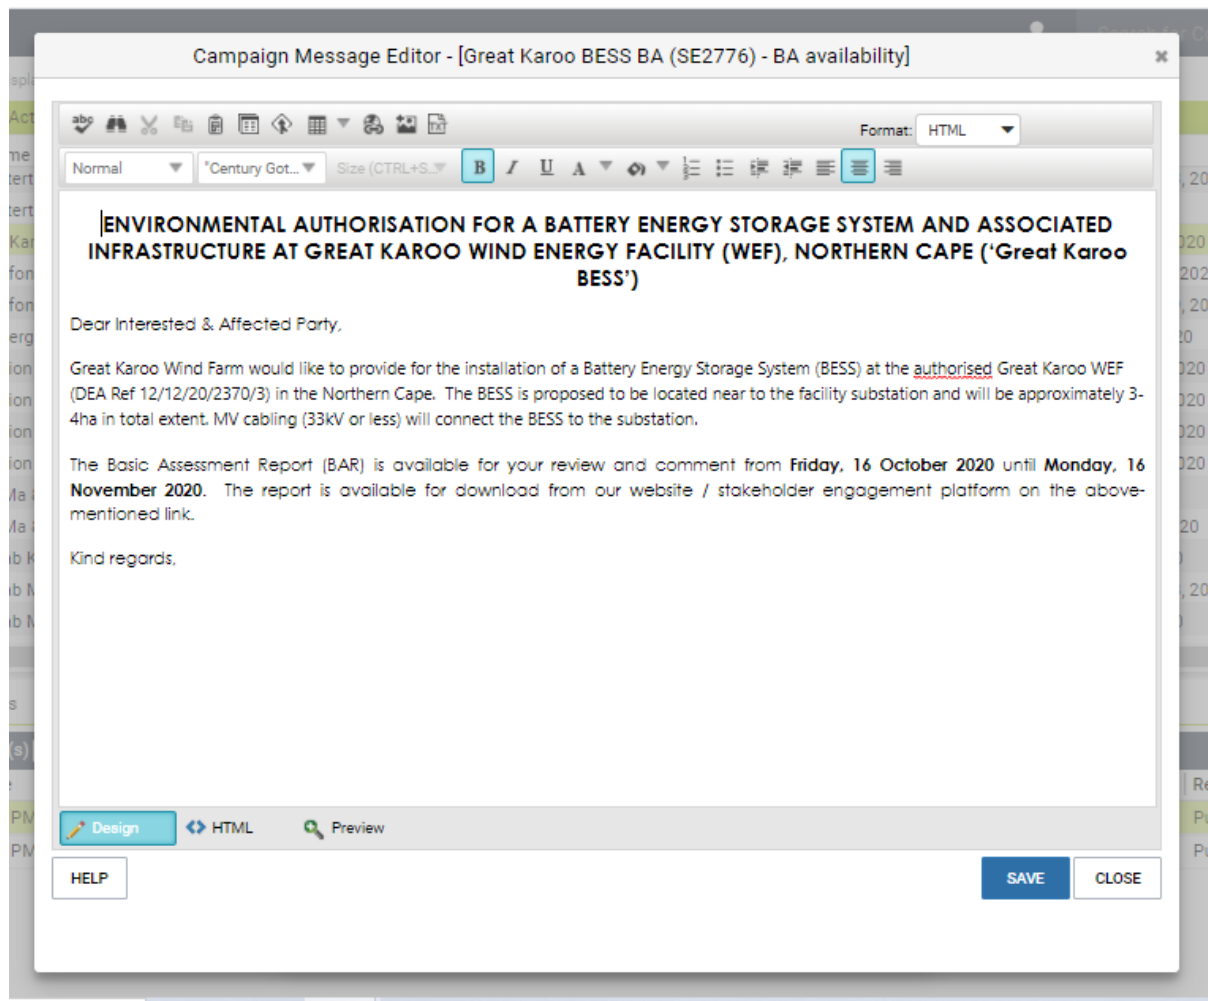 Campaign Message Editor - [Great Karoo BESS BA (SE2776) - BA availability]
Format: HTML
Normal "Century Got... Size (CTRL+S... B I U A
ENVIRONMENTAL AUTHORISATION FOR A BATTERY ENERGY STORAGE SYSTEM AND ASSOCIATED
INFRASTRUCTURE AT GREAT KAROO WIND ENERGY FACILITY (WEF), NORTHERN CAPE (‘Great Karoo
BESS’)
Dear Interested & Affected Party,
Great Karoo Wind Farm would like to provide for the installation of a Battery Energy Storage System (BESS) at the authorised Great Karoo WEF
(DEA Ref 12/12/20/2370/3) in the Northern Cape. The BESS is proposed to be located near to the facility substation and will be approximately 3-
4ha in total extent. MV cabling (33kV or less) will connect the BESS to the substation.
The Basic Assessment Report (BAR) is available for your review and comment from Friday, 16 October 2020 until Monday, 16
November 2020. The report is available for download from our website / stakeholder engagement platform on the above-
mentioned link.
Kind regards,
Design HTML Preview
HELP SAVE CLOSE